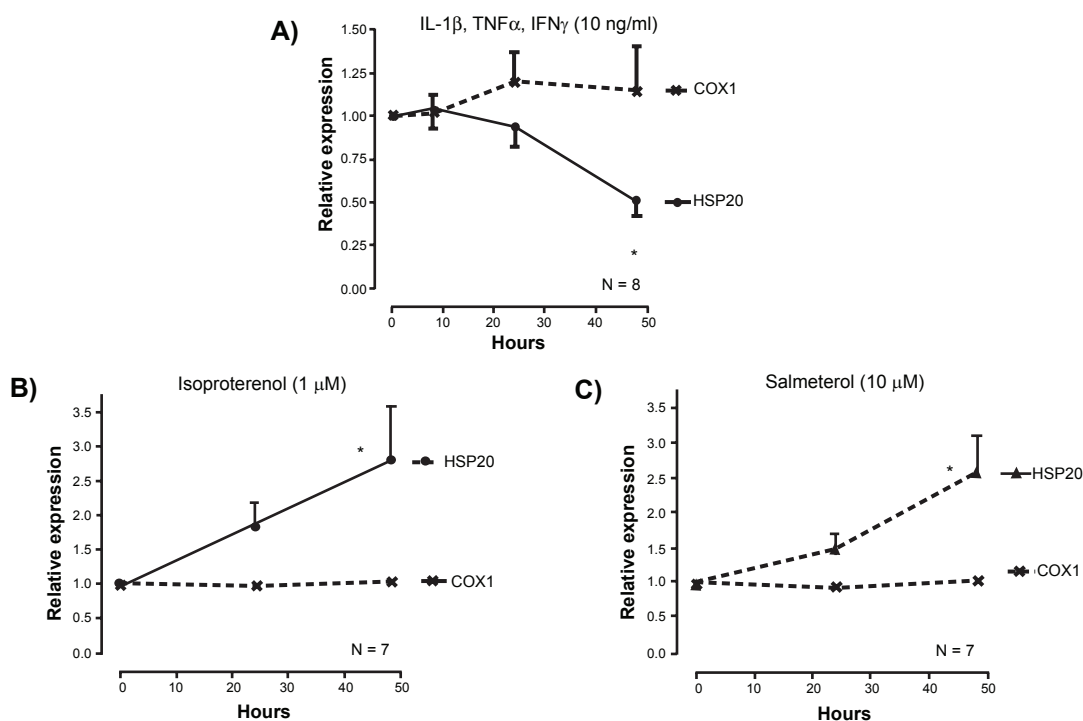 A)
IL-1β, TNFα, IFNγ (10 ng/ml)
Relative expression
1.50
1.25
1.00
0.75
0.50
0.25
0.00
COX1
HSP20
*
N = 8
0 10 20 30 40 50
Hours
B)
Isoproterenol (1 μM)
Relative expression
3.5
3.0
2.5
2.0
1.5
1.0
0.5
0.0
*
HSP20
COX1
N = 7
0 10 20 30 40 50
Hours
C)
Salmeterol (10 μM)
Relative expression
3.5
3.0
2.5
2.0
1.5
1.0
0.5
0.0
*
HSP20
COX1
N = 7
0 10 20 30 40 50
Hours